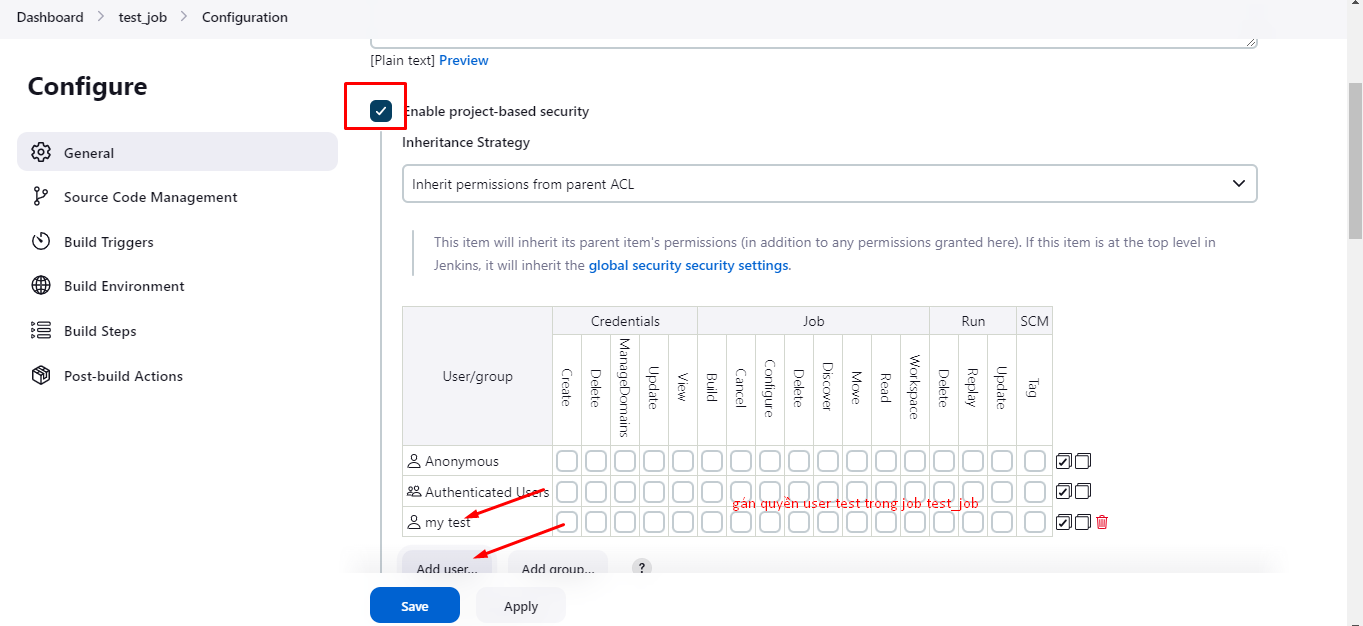 Dashboard > test_job > Configuration
Configure
General
Source Code Management
Build Triggers
Build Environment
Build Steps
Post-build Actions
[Plain text] Preview
Enable project-based security
Inheritance Strategy
Inherit permissions from parent ACL
This item will inherit its parent item's permissions (in addition to any permissions granted here). If this item is at the top level in
Jenkins, it will inherit the global security security settings.
User/group
Credentials Job Run SCM
Create Delete ManageDomains Update View Build Cancel Configure Delete Discover Move Read Workspace Delete Replay Update Tag
Anonymous
Authenticated Users
gán quyền user test trong job test_job
my test
Add user... Add group... ?
Save Apply